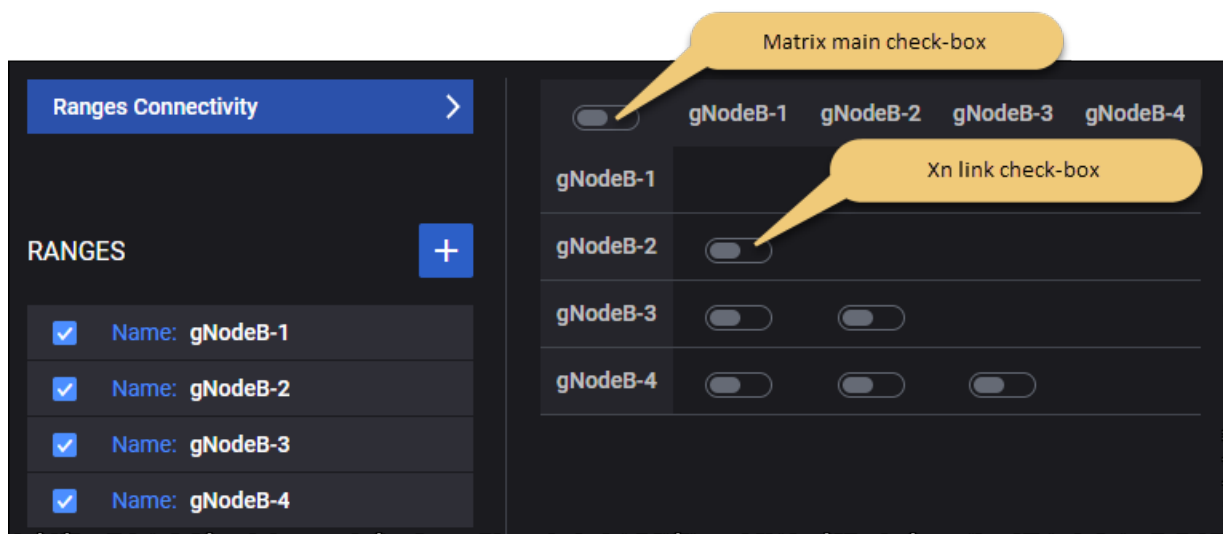 Matrix main check-box
Ranges Connectivity
gNodeB-1 gNodeB-2 gNodeB-3 gNodeB-4
gNodeB-1
Xn link check-box
RANGES
gNodeB-2
gNodeB-3
gNodeB-4
Name: gNodeB-1
Name: gNodeB-2
Name: gNodeB-3
Name: gNodeB-4